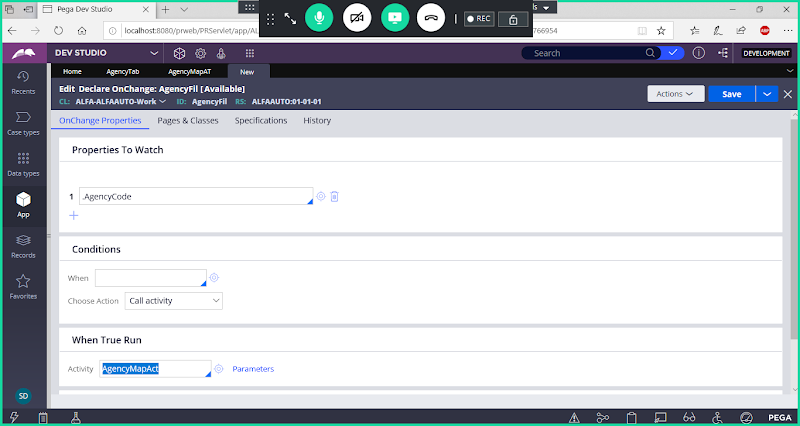 Pega Dev Studio
localhost:8080/prweb/PRServlet/app/AL
766954
REC
ABP
DEV STUDIO
Search
DEVELOPMENT
Home
AgencyTab
AgencyMapAT
New
Edit Declare OnChange: AgencyFil [Available]
CL: ALFA-ALFAAUTO-Work ID: AgencyFil RS: ALFAAUTO:01-01-01
Actions
Save
OnChange Properties
Pages & Classes
Specifications
History
Recents
Case types
Data types
App
Records
Favorites
SD
Properties To Watch
1 .AgencyCode
Conditions
When
Choose Action Call activity
When True Run
Activity AgencyMapAct Parameters
PEGA